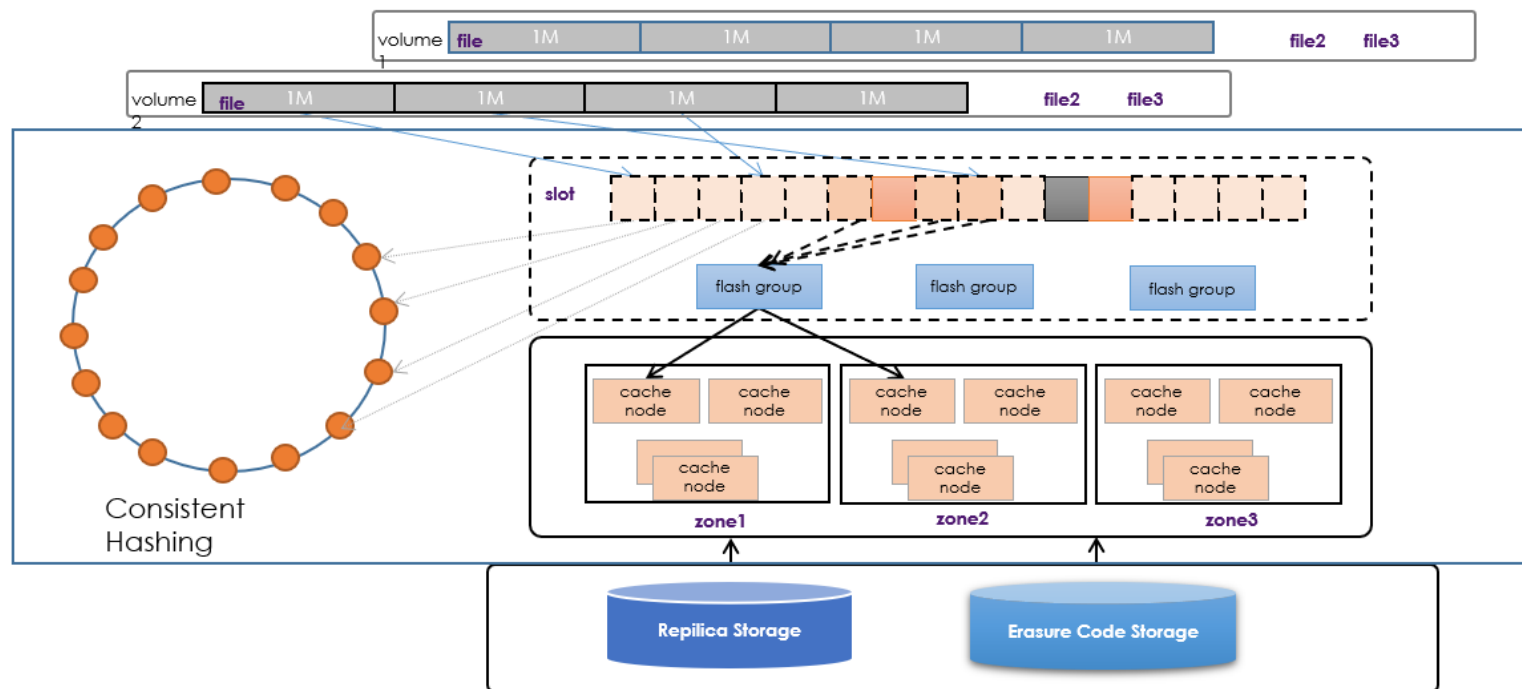 volume 1
file 1M 1M 1M 1M file2 file3
volume 2
file 1M 1M 1M 1M file2 file3
slot
flash group flash group flash group
cache node cache node cache node cache node cache node cache node
cache node cache node cache node
zone1 zone2 zone3
Consistent
Hashing
Repilica Storage Erasure Code Storage